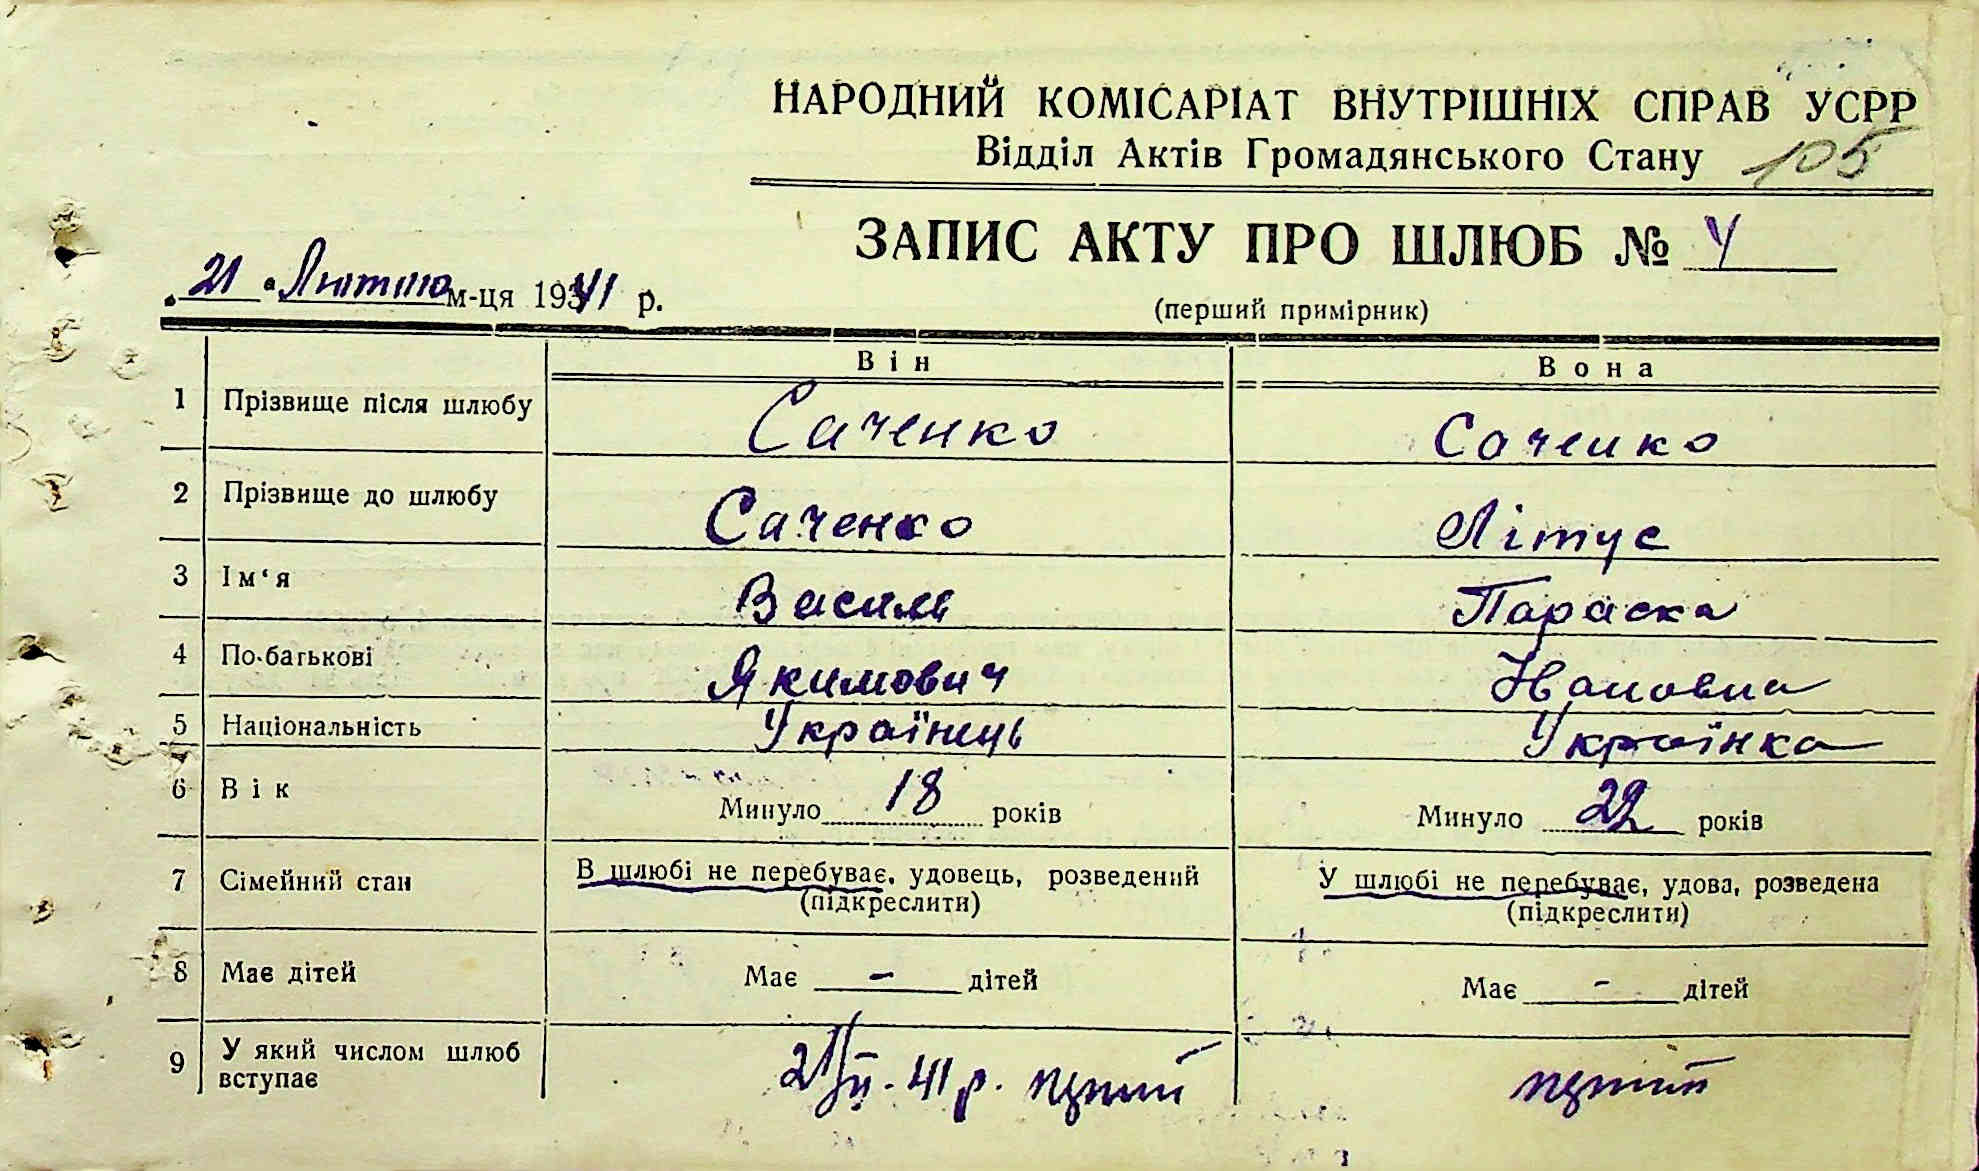 НАРОДНИЙ КОМІСАРІАТ ВНУТРІШНІХ СПРАВ УСРР
Відділ Актів Громадянського Стану 105
ЗАПИС АКТУ ПРО ШЛЮБ № 4
21 Лютого м-ця 1941 р.
(перший примірник)
Він Вона
1 Прізвище після шлюбу Саченко Саченко
2 Прізвище до шлюбу Саченко Літус
3 Ім‘я Василь Параска
4 По-батькові Якимович Івановна
5 Національність Українець Українка
6 Вік Минуло 18 років Минуло 22 років
7 Сімейний стан В шлюбі не перебуває, удовець, розведений У шлюбі не перебуває, удова, розведена
(підкреслити) (підкреслити)
8 Має дітей Має - дітей Має - дітей
9 У який числом шлюб
вступає 21/II-41 р.